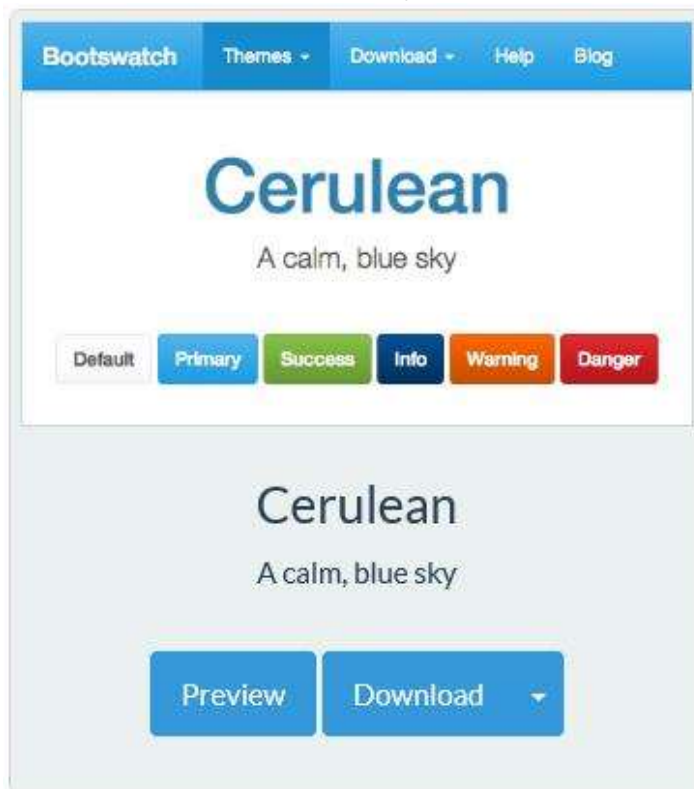 Bootswatch Themes Download Help Blog
Cerulean
A calm, blue sky
Default Primary Success Info Warning Danger
Cerulean
A calm, blue sky
Preview Download